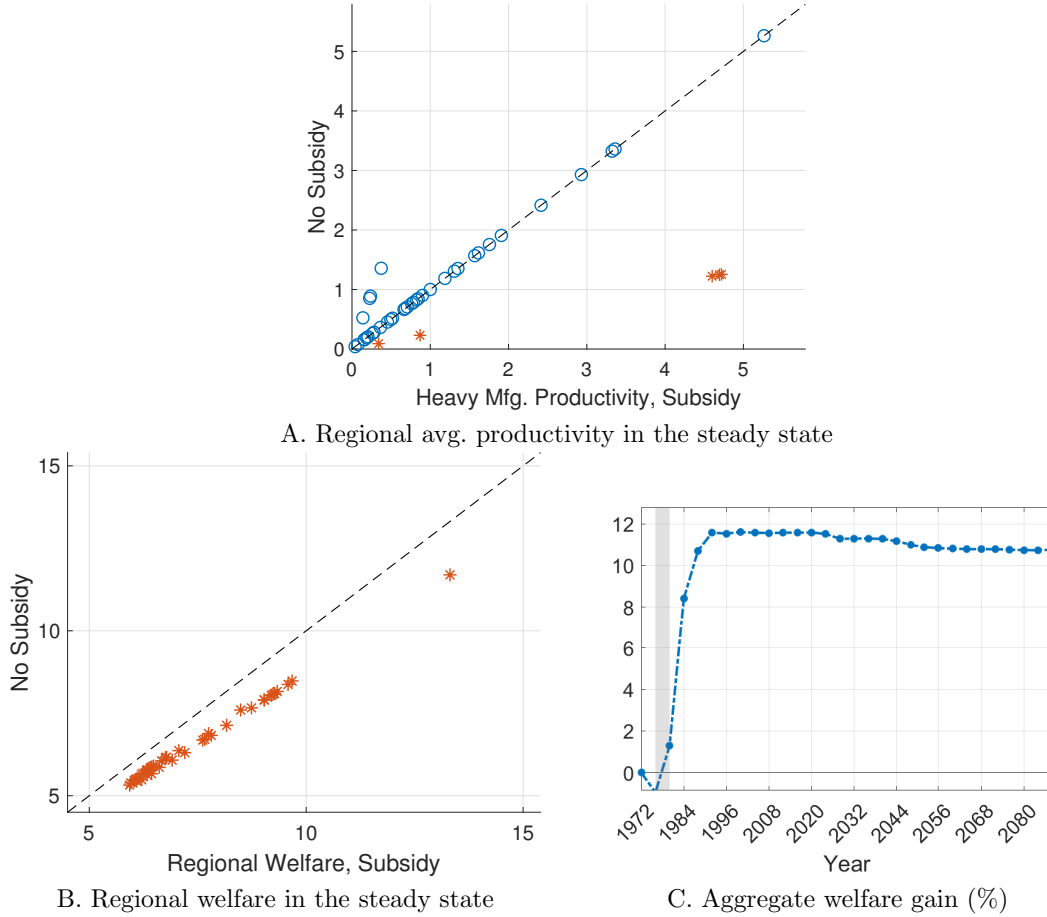 5
4
3
2
1
0
No Subsidy
0 1 2 3 4 5
Heavy Mfg. Productivity, Subsidy
A. Regional avg. productivity in the steady state
15
10
5
No Subsidy
5 10 15
Regional Welfare, Subsidy
B. Regional welfare in the steady state
12
10
8
6
4
2
0
1972 1984 1996 2008 2020 2032 2044 2056 2068 2080
Year
C. Aggregate welfare gain (%)